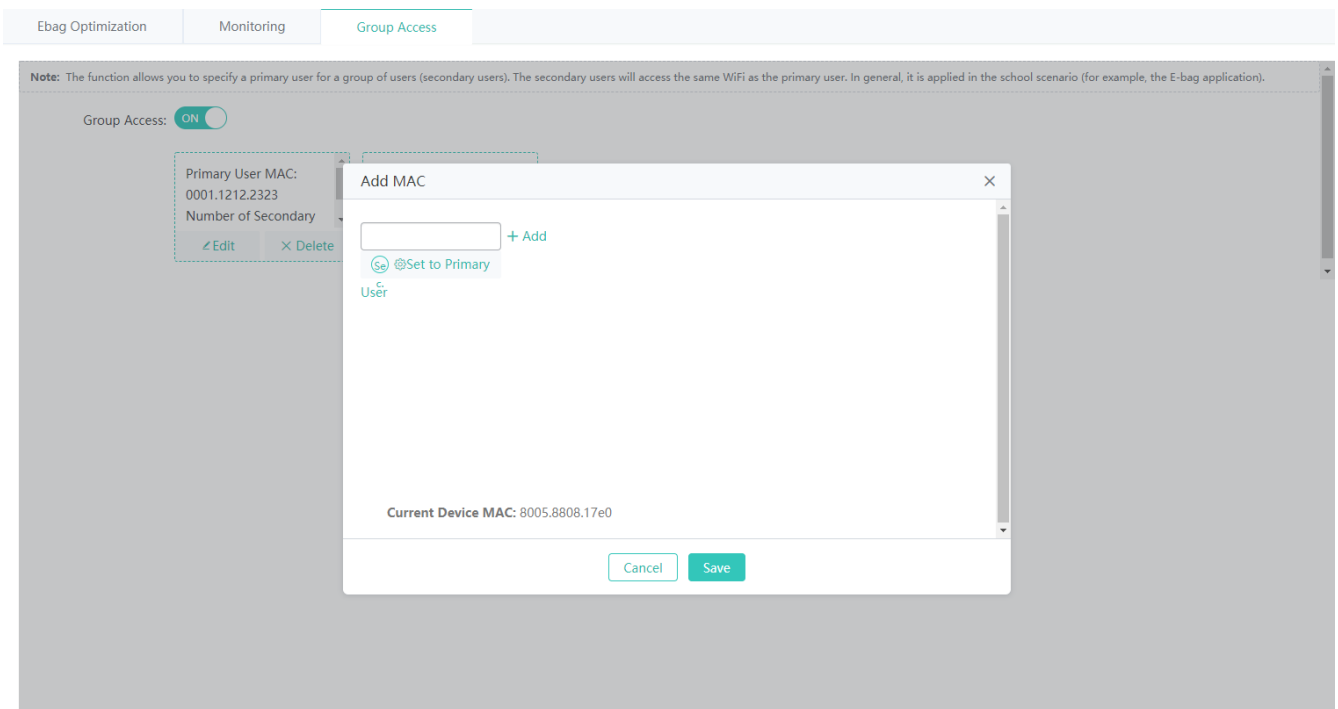 Ebag Optimization
Monitoring
Group Access
Note: The function allows you to specify a primary user for a group of users (secondary users). The secondary users will access the same WiFi as the primary user. In general, it is applied in the school scenario (for example, the E-bag application).
Group Access: ON
Primary User MAC:
0001.1212.2323
Number of Secondary
Edit
Delete
Add MAC
+ Add
Sec.
Set to Primary
User
Current Device MAC: 8005.8808.17e0
Cancel
Save